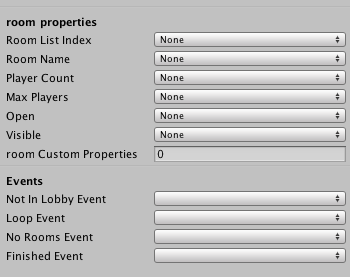 room properties
Room List Index None
Room Name None
Player Count None
Max Players None
Open None
Visible None
room Custom Properties 0
Events
Not In Lobby Event
Loop Event
No Rooms Event
Finished Event